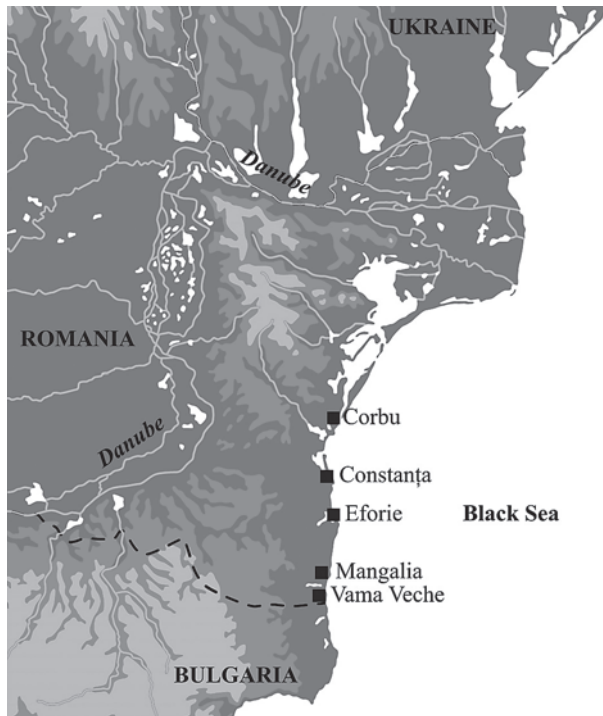 UKRAINE
Danube
ROMANIA
Corbu
Danube
Constanța
Eforie
Black Sea
Mangalia
Vama Veche
BULGARIA